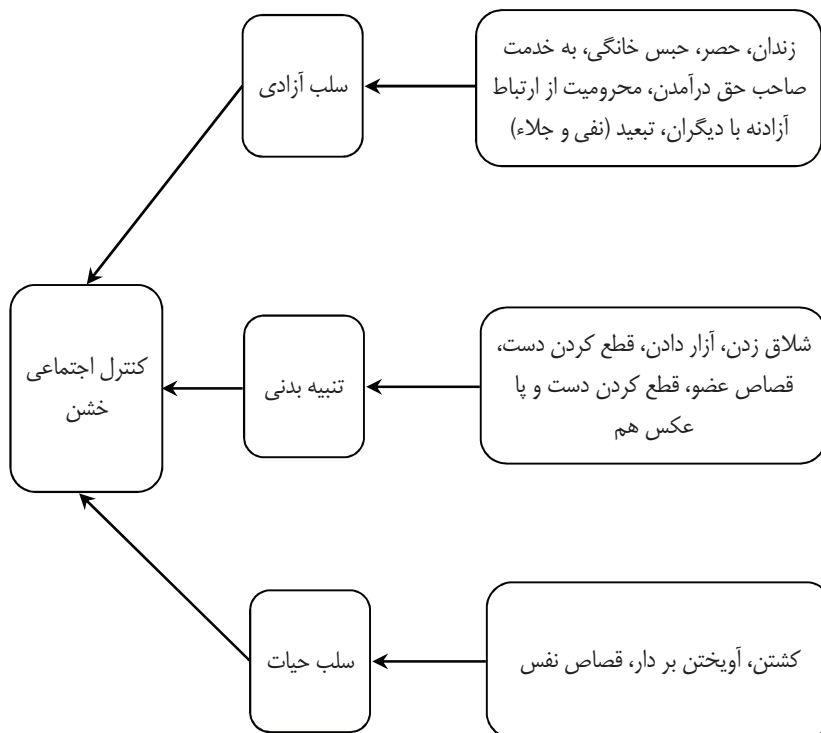 زندان، حصر، حبس خانگی، به خدمت
صاحب حق درآمدن، محرومیت از ارتباط
آزادنه با دیگران، تبعید (نفی و جلاء)
سلب آزادی
شلاق زدن، آزار دادن، قطع کردن دست،
قصاص عضو، قطع کردن دست و پا
عکس هم
تنبیه بدنی
کنترل اجتماعی
خشن
کشتن، آویختن بر دار، قصاص نفس
سلب حیات